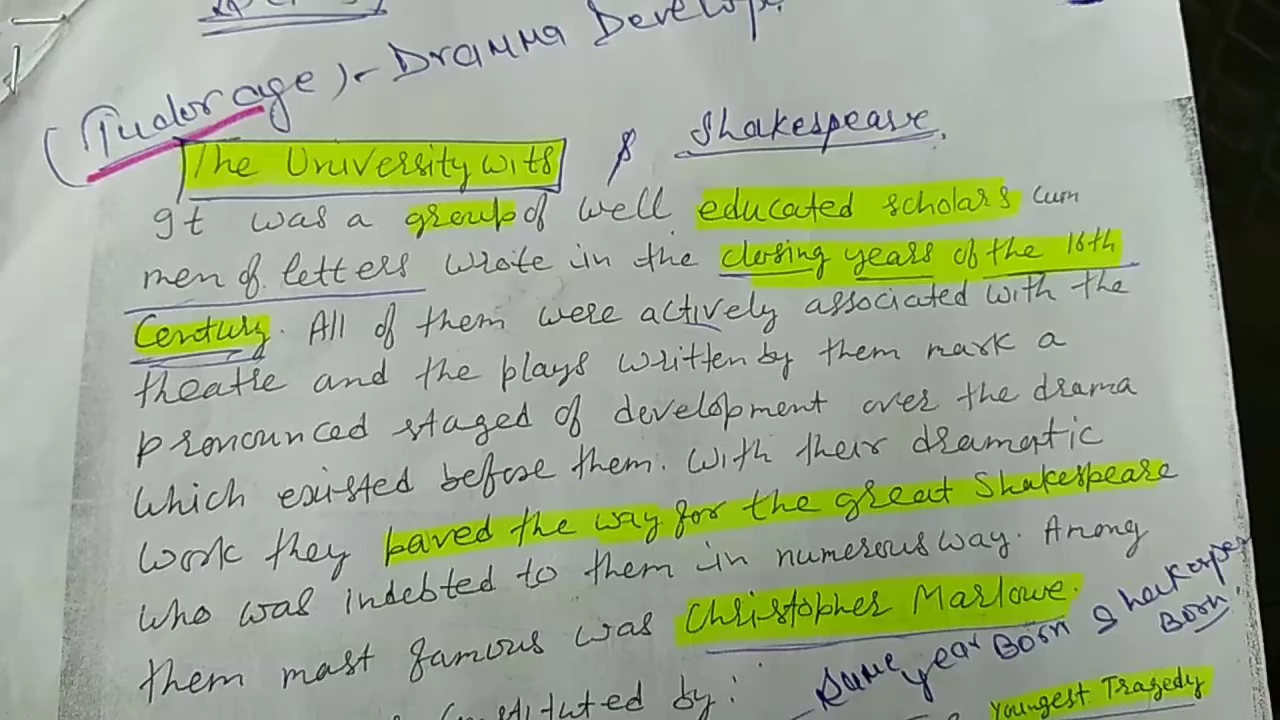 (Tudor age) :- Dramma Develop.
The University wits & Shakespeare.
It was a group of well educated scholars cum
men of letters wrote in the closing years of the 16th
Century. All of them were actively associated with the
theatre and the plays written by them mark a
pronounced staged of development over the drama
which existed before them. With their dramatic
work they paved the way for the great Shakespeare
who was indebted to them in numerous way. Among
them most famous was Christopher Marlowe.
Same year Born & Shakespear Born.
Constituted by:
Youngest Tragedy